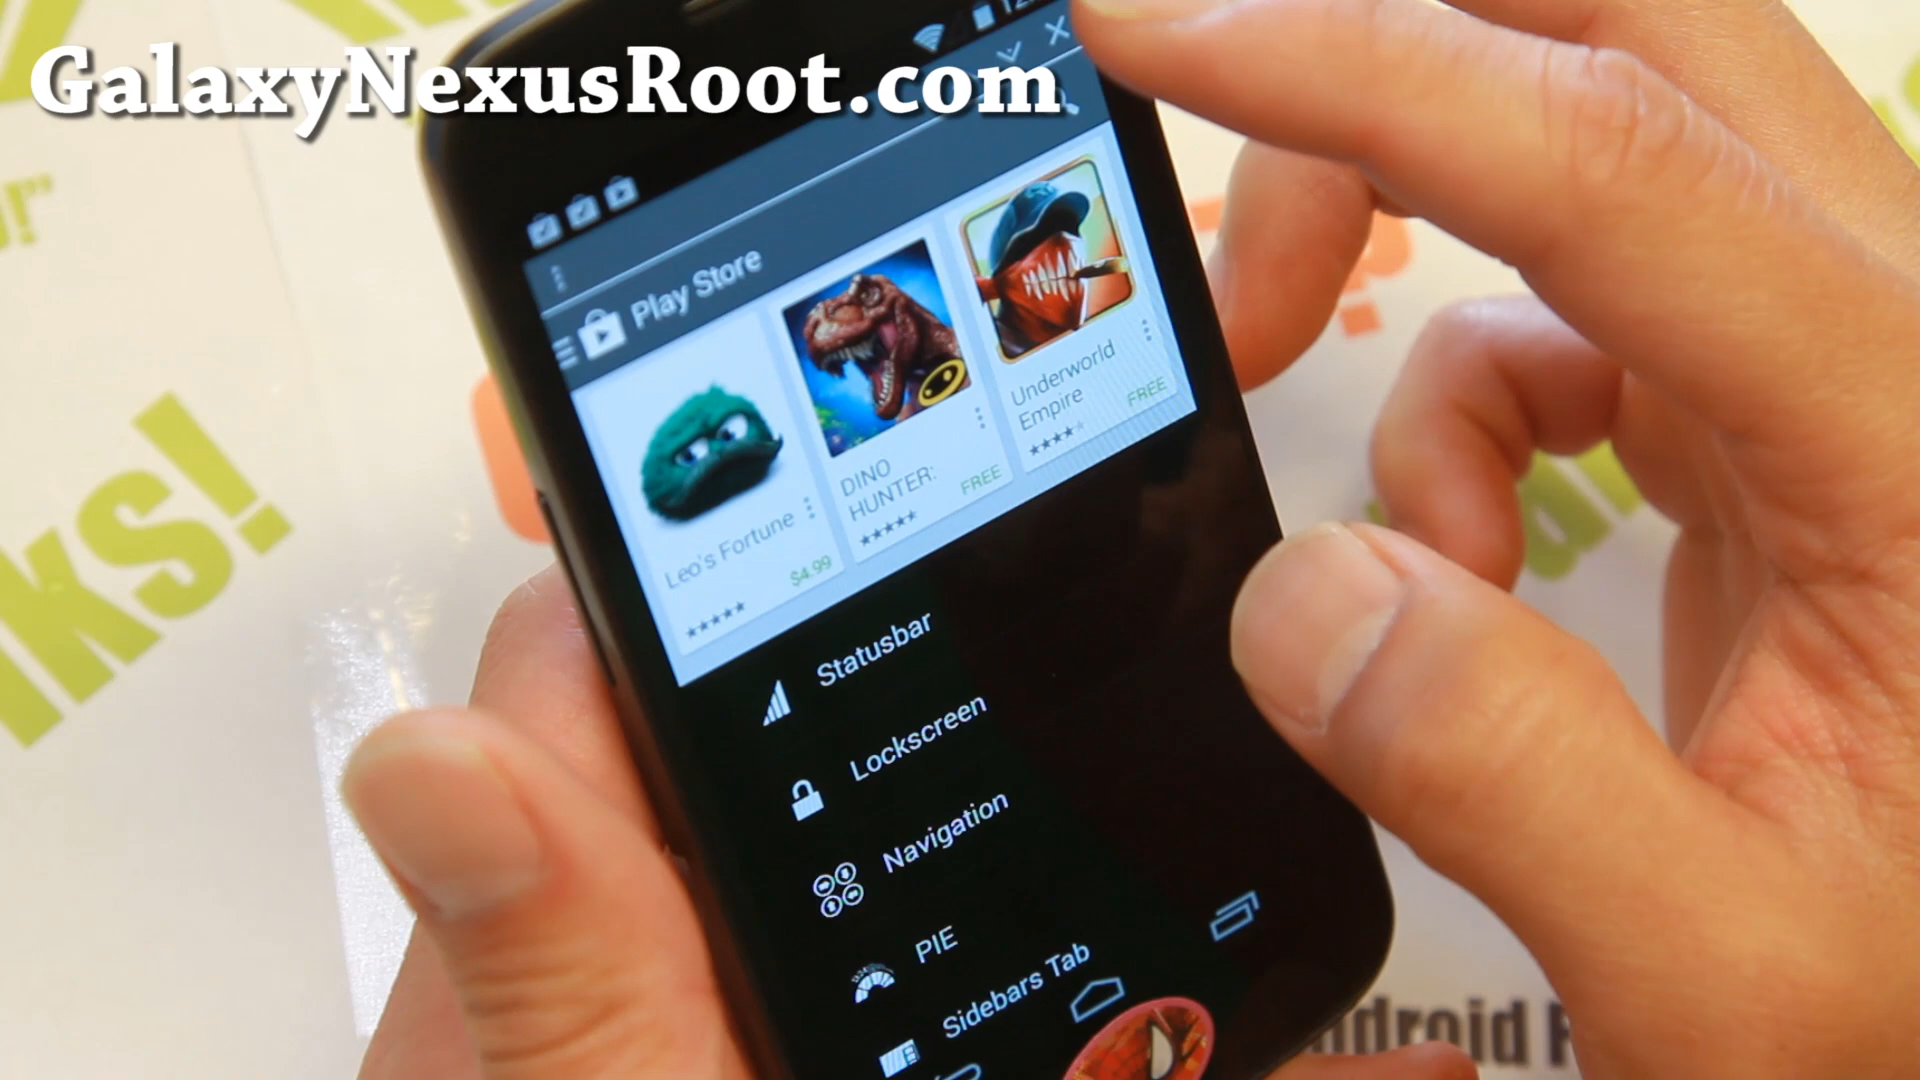 GalaxyNexusRoot.com
Play Store
Leo's Fortune
$4.99
DINO
HUNTER:
FREE
Underworld
Empire
FREE
Statusbar
Lockscreen
Navigation
PIE
Sidebars Tab